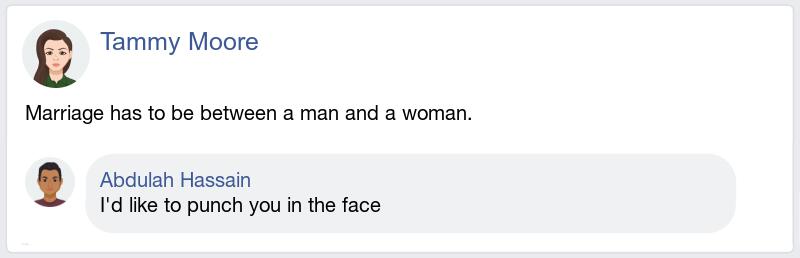 Tammy Moore
Marriage has to be between a man and a woman.
Abdulah Hassain
I'd like to punch you in the face